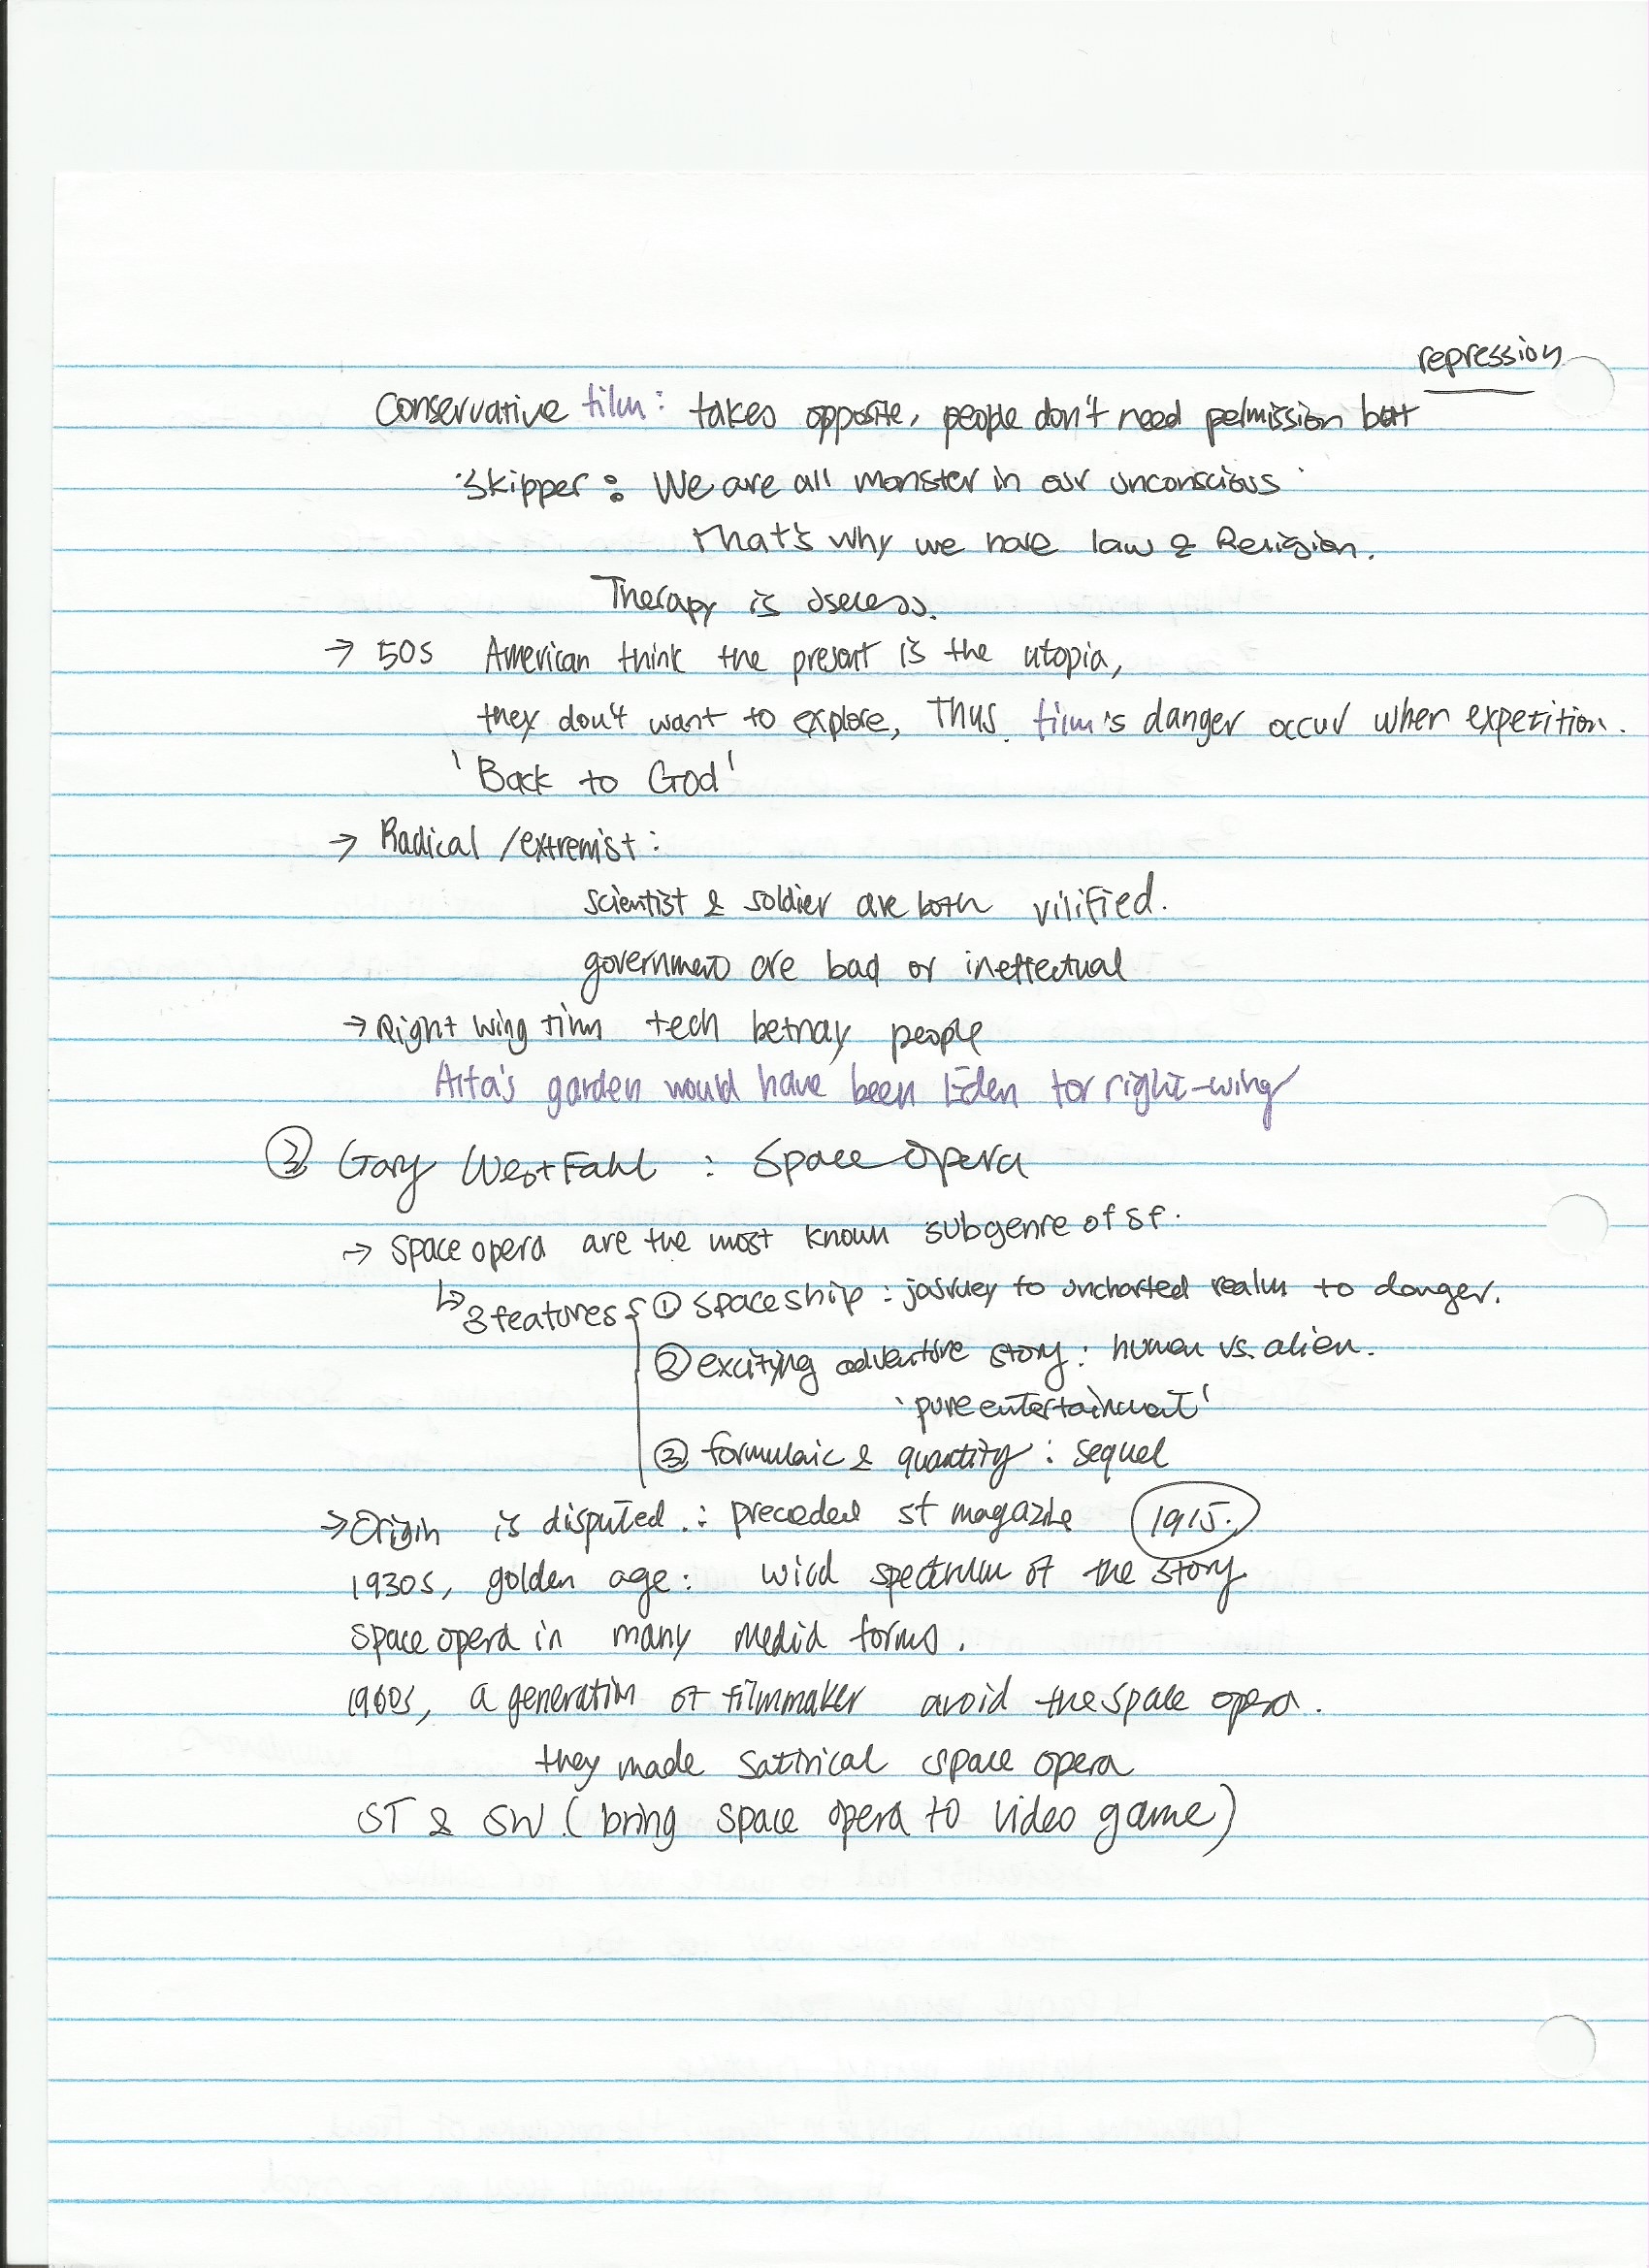 repression
Conservative film: takes opposite, people don't need permission but
'Skipper: We are all monster in our unconscious'
that's why we have law & Religion.
Therapy is useless.
→ 50s American think the present is the utopia,
they don't want to explore, Thus film's danger occur when expetition.
'Back to God'
→ Radical /extremist:
scientist & soldier are both vilified.
government are bad or ineffectual
→ Right wing film tech betray people
Alta's garden would have been Eden for right-wing
② Gary WestFahl : Space Opera
→ space opera are the most known subgenre of sf.
↳ 3 features { ① spaceship : journey to uncharted realm to danger.
② excitying adventure story: human vs. alien.
'pure entertainment'
③ formulaic & quantity: sequel
→ Origin is disputed.: preceded sf magazine 1915.
1930s, golden age: wild spectrum of the story
space opera in many media forms.
1960s, a generation of filmmaker avoid the space opera.
they made satirical space opera
ST & SW (bring space opera to video game)